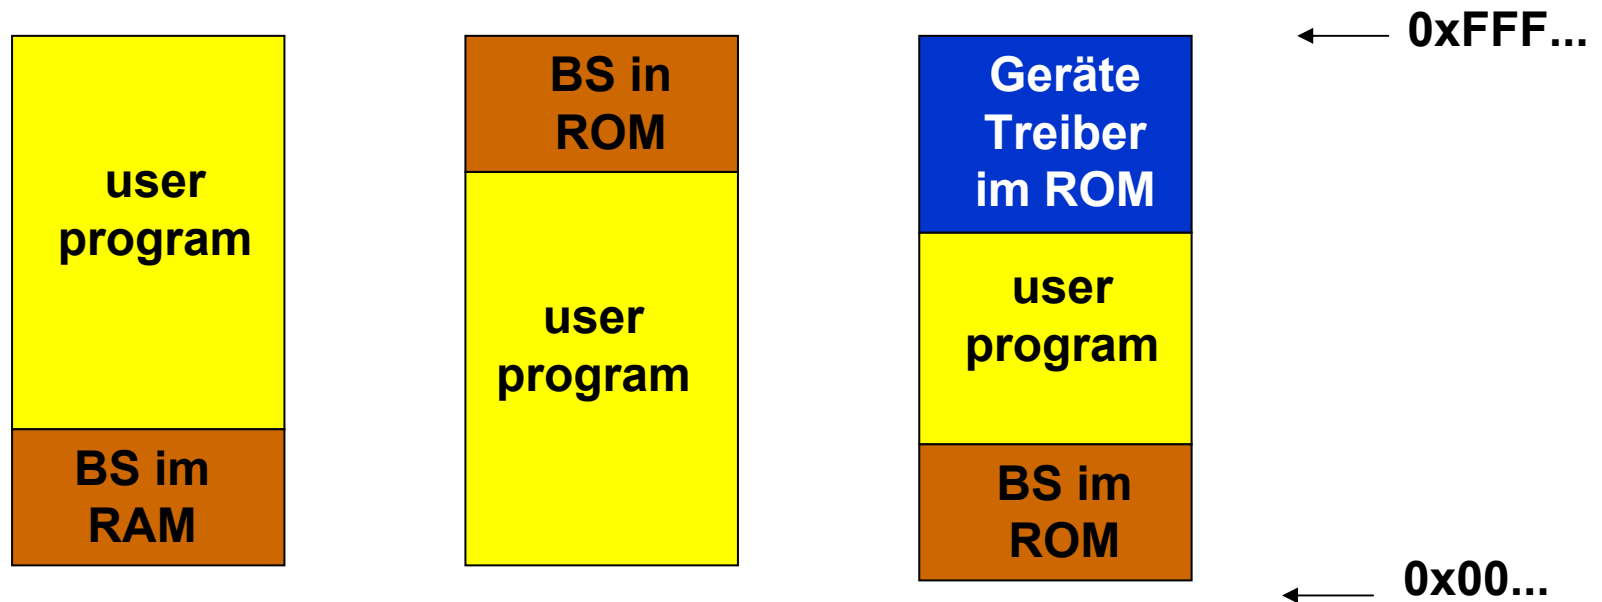 user
program
BS im
RAM
BS in
ROM
user
program
Geräte
Treiber
im ROM
user
program
BS im
ROM
0xFFF...
0x00...